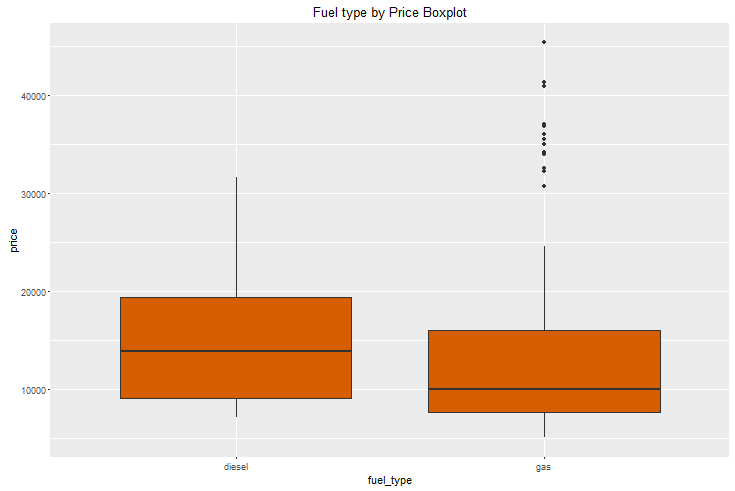 Fuel type by Price Boxplot
price
40000
30000
20000
10000
diesel
gas
fuel_type